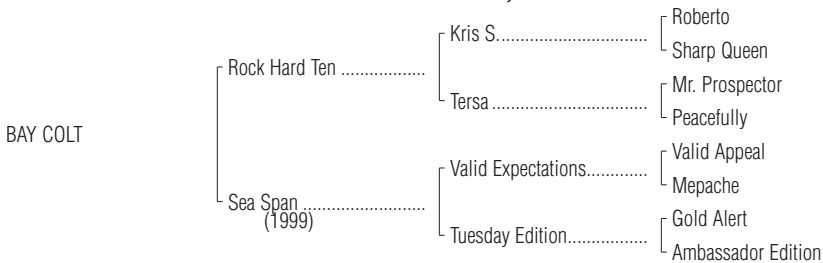 Roberto
Kris S.................................
Sharp Queen
Rock Hard Ten ..................
Mr. Prospector
Tersa .................................
Peacefully
BAY COLT
Valid Appeal
Valid Expectations.............
Mepache
Sea Span ..........................
(1999)
Gold Alert
Tuesday Edition.................
Ambassador Edition